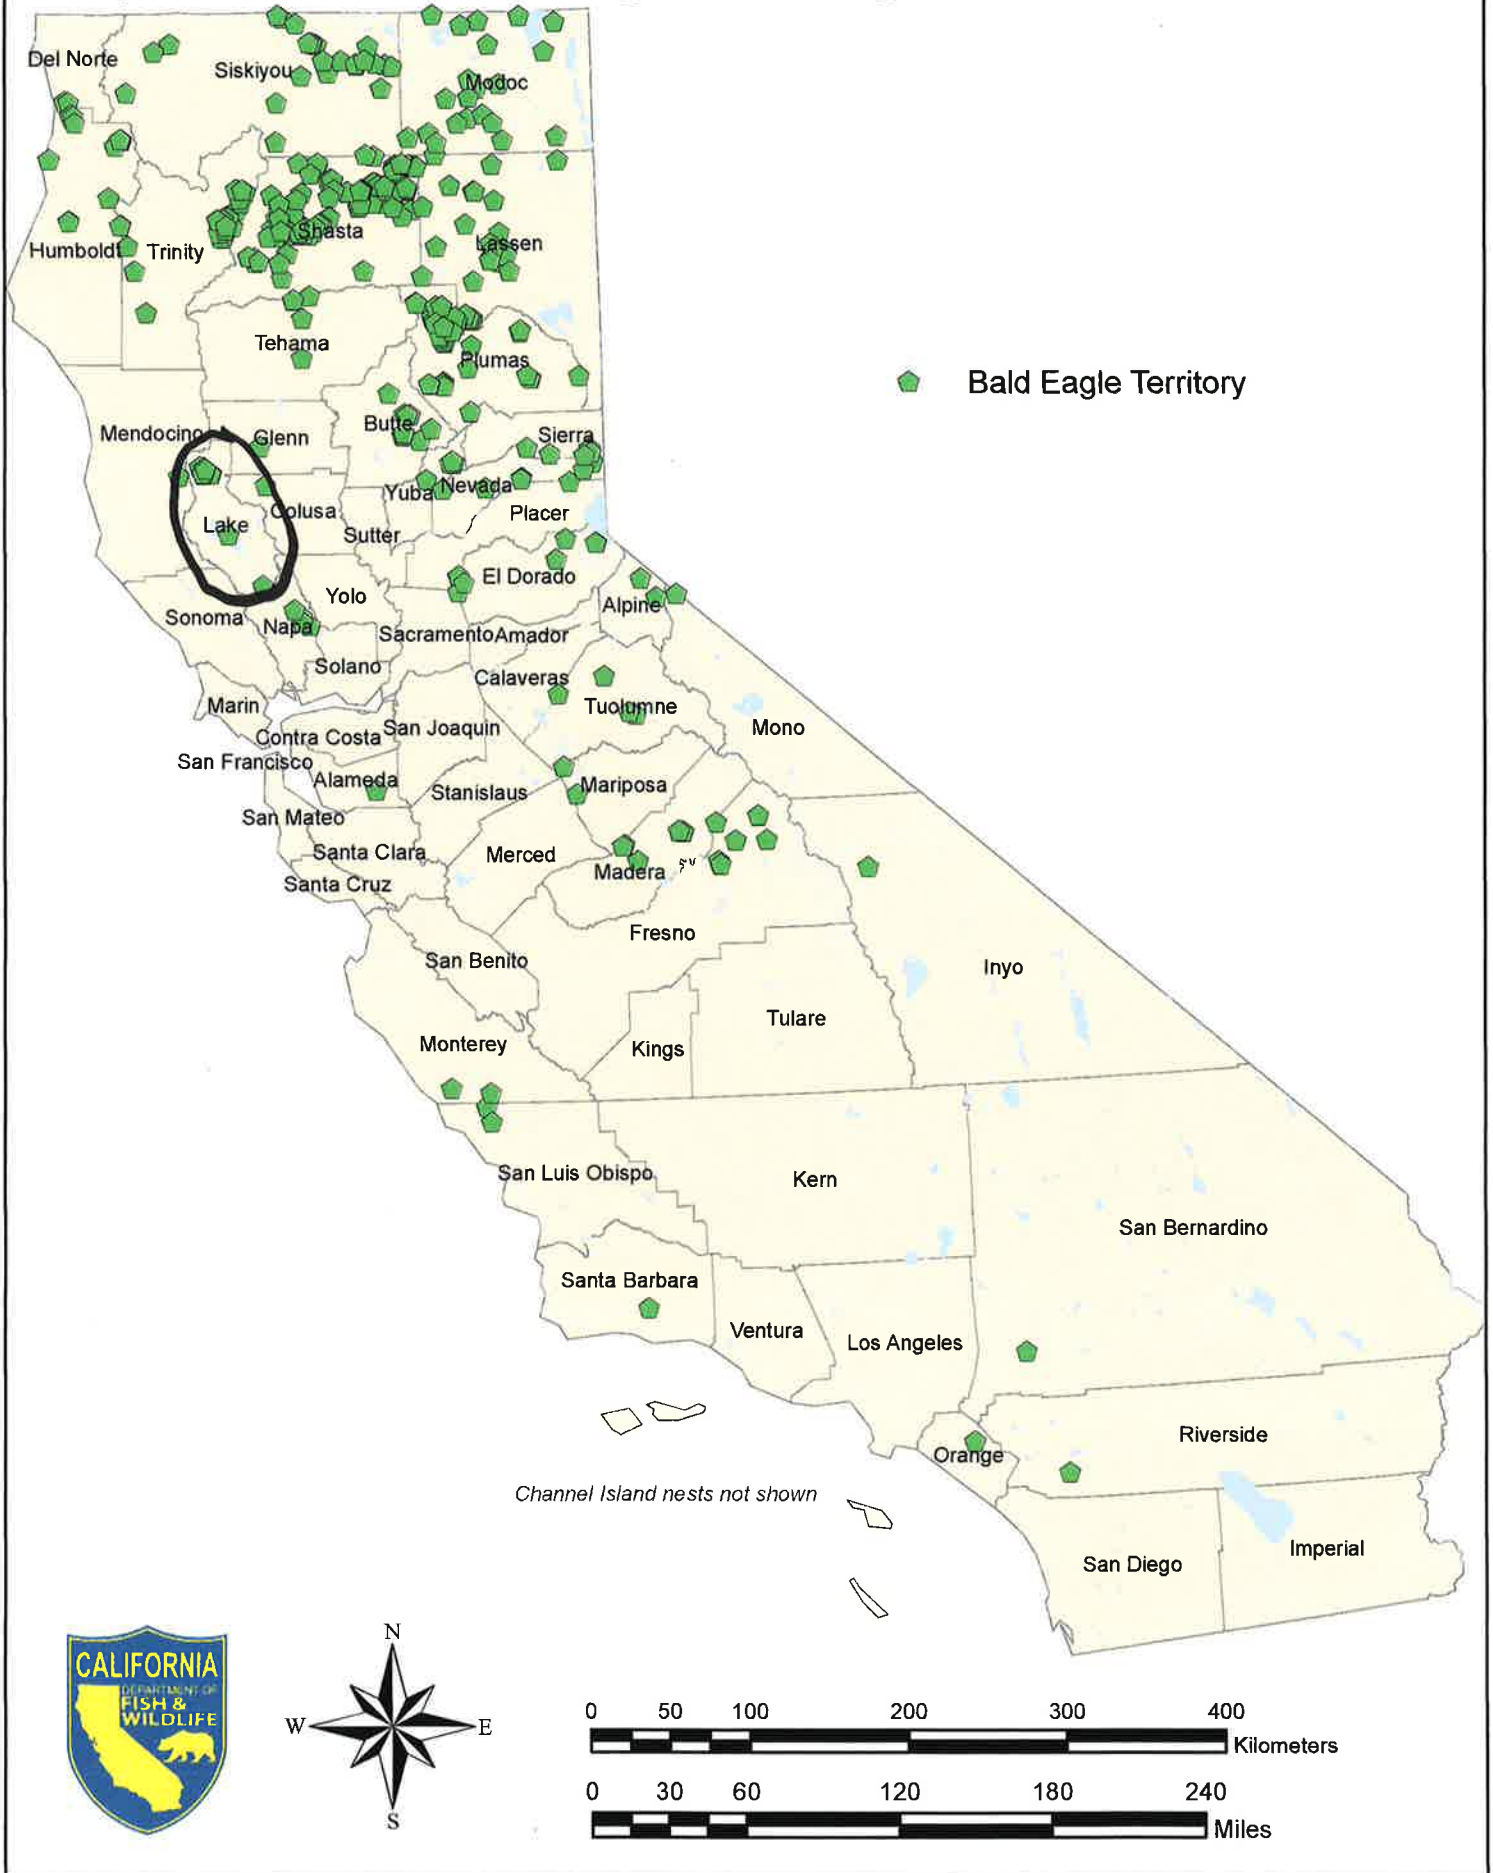 Del Norte
Siskiyou
Modoc
Humboldt
Trinity
Shasta
Lassen
Tehama
Plumas
Bald Eagle Territory
Mendocino
Glenn
Butte
Sierra
Yuba
Nevada
Lake
Colusa
Sutter
Placer
El Dorado
Yolo
Alpine
Sonoma
Napa
Sacramento
Amador
Solano
Calaveras
Marin
Tuolumne
Contra Costa
San Joaquin
Mono
San Francisco
Alameda
Stanislaus
Mariposa
San Mateo
Santa Clara
Merced
Madera
Santa Cruz
Fresno
San Benito
Inyo
Tulare
Monterey
Kings
San Luis Obispo
Kern
San Bernardino
Santa Barbara
Ventura
Los Angeles
Riverside
Orange
Channel Island nests not shown
San Diego
Imperial
CALIFORNIA
DEPARTMENT OF
FISH &
WILDLIFE
N
W
E
S
0 50 100 200 300 400
Kilometers
0 30 60 120 180 240
Miles